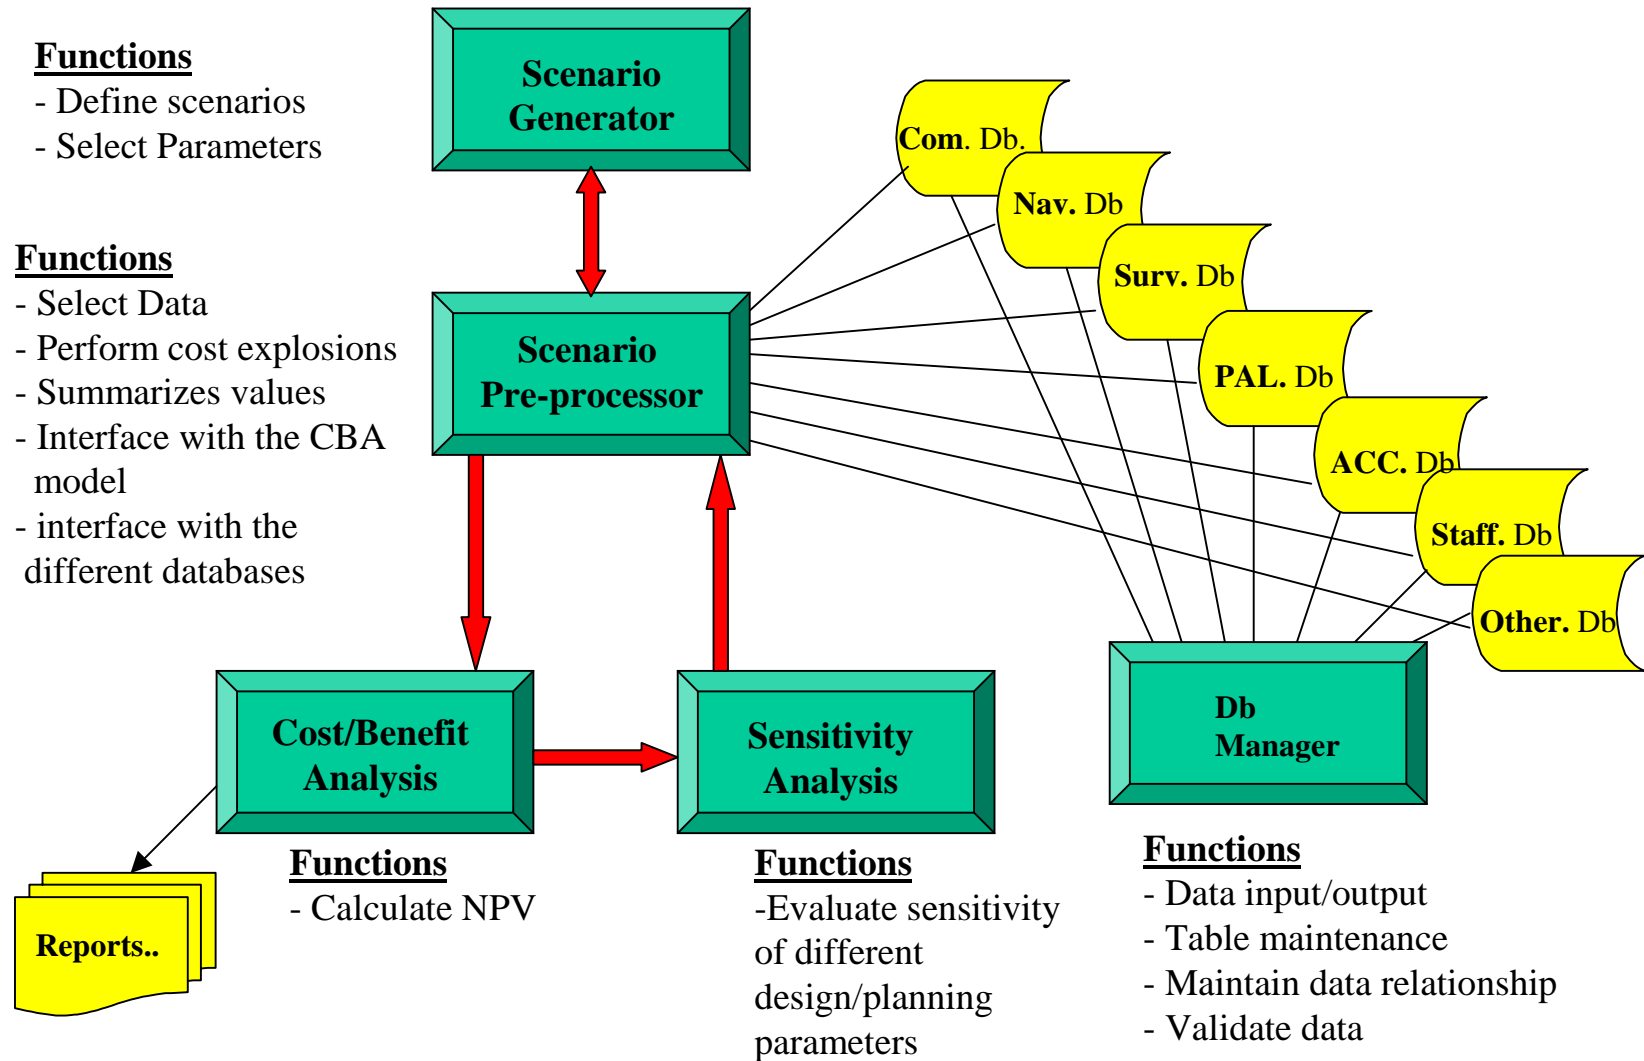 Functions
- Define scenarios
- Select Parameters
Scenario
Generator
Com. Db.
Nav. Db
Surv. Db
PAL. Db
ACC. Db
Staff. Db
Other. Db
Functions
- Select Data
- Perform cost explosions
- Summarizes values
- Interface with the CBA
model
- interface with the
different databases
Scenario
Pre-processor
Cost/Benefit
Analysis
Sensitivity
Analysis
Db
Manager
Reports..
Functions
- Calculate NPV
Functions
-Evaluate sensitivity
of different
design/planning
parameters
Functions
- Data input/output
- Table maintenance
- Maintain data relationship
- Validate data